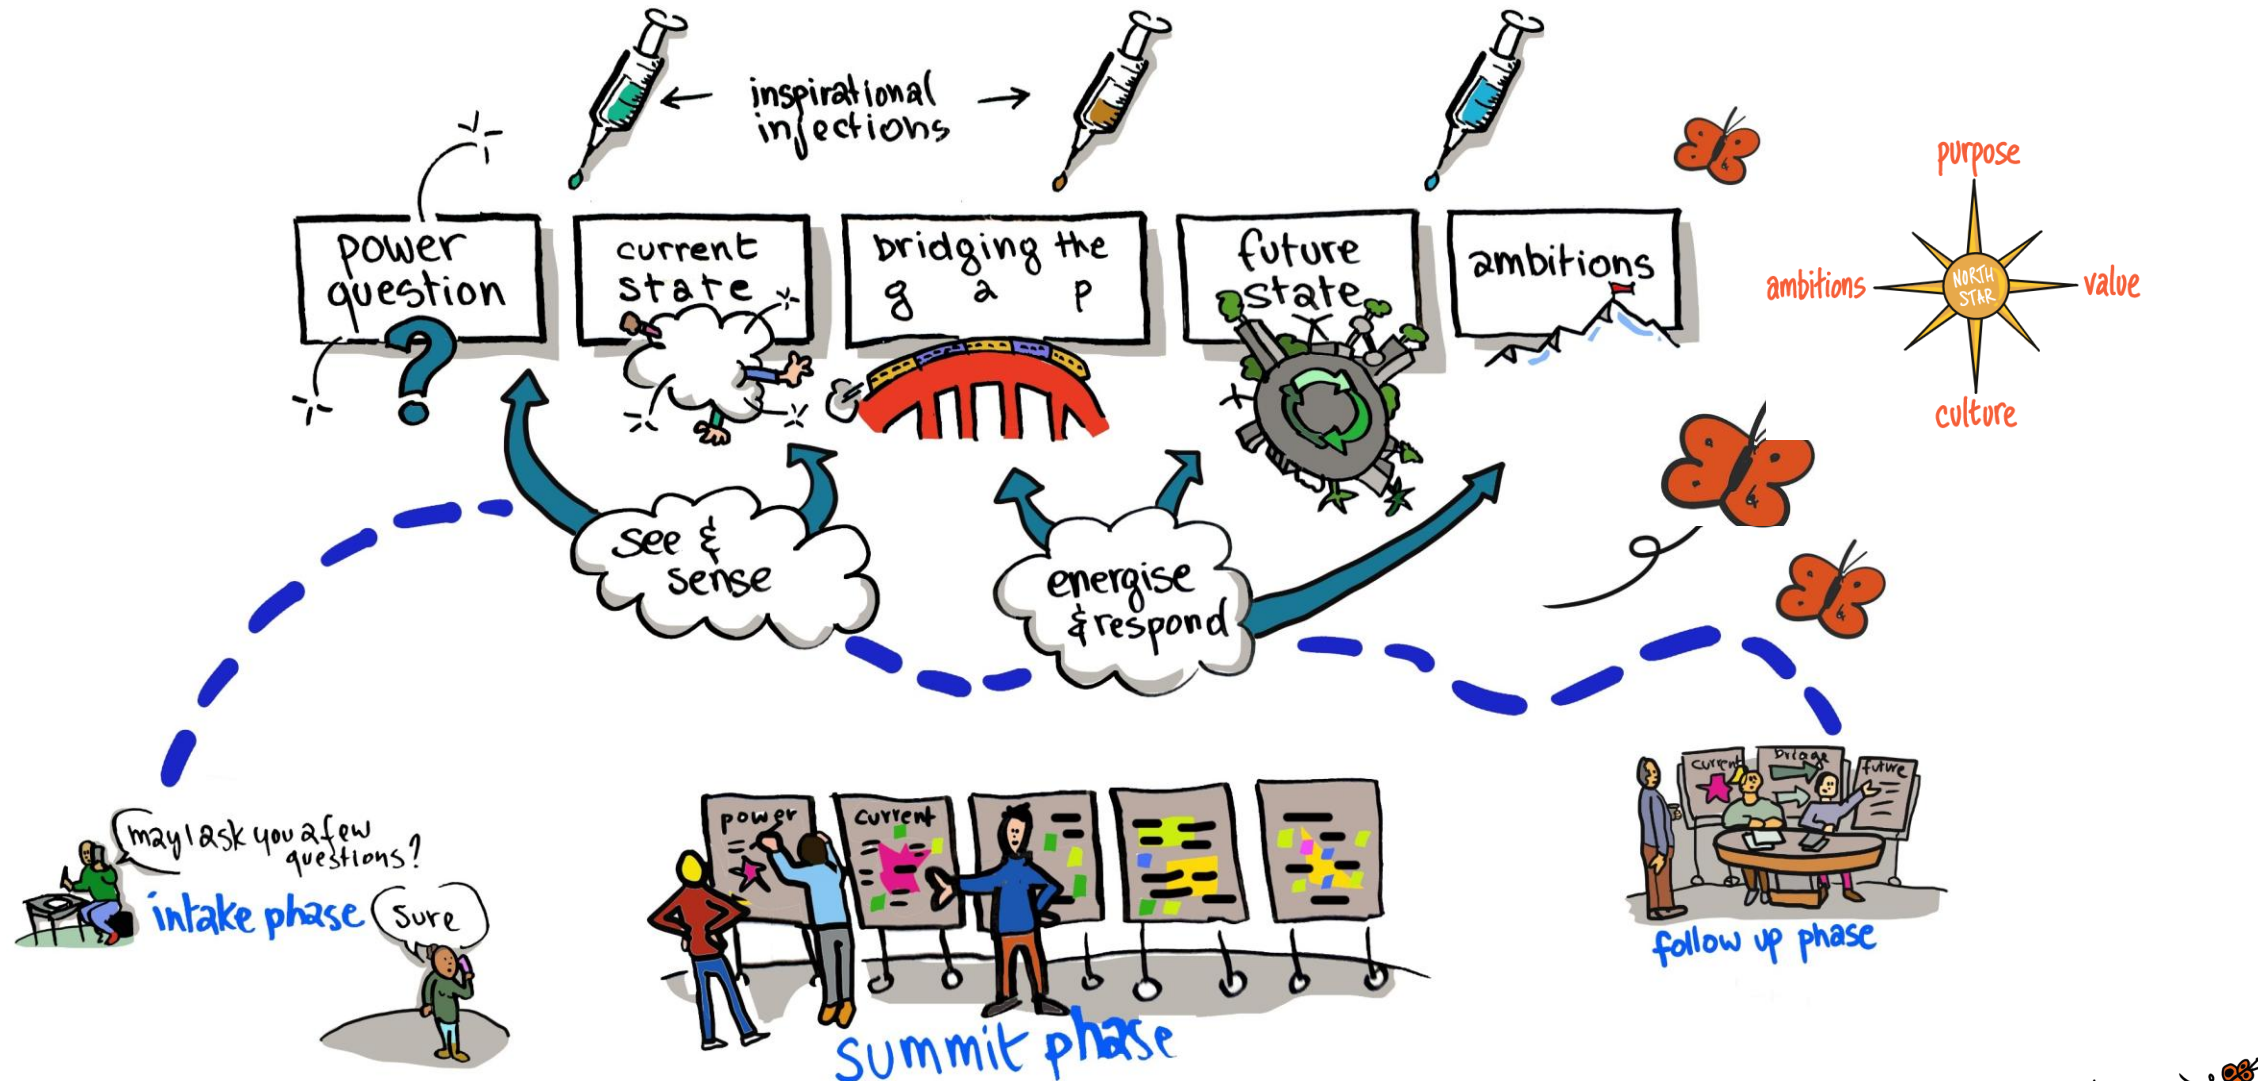 inspirational
injections
power
question
current
state
bridging the
g a p
future
state
ambitions
purpose
ambitions
NORTH
STAR
value
culture
see &
sense
energise
& respond
may I ask you a few
questions?
intake phase
sure
power
current
summit phase
current
bridge
future
follow up phase